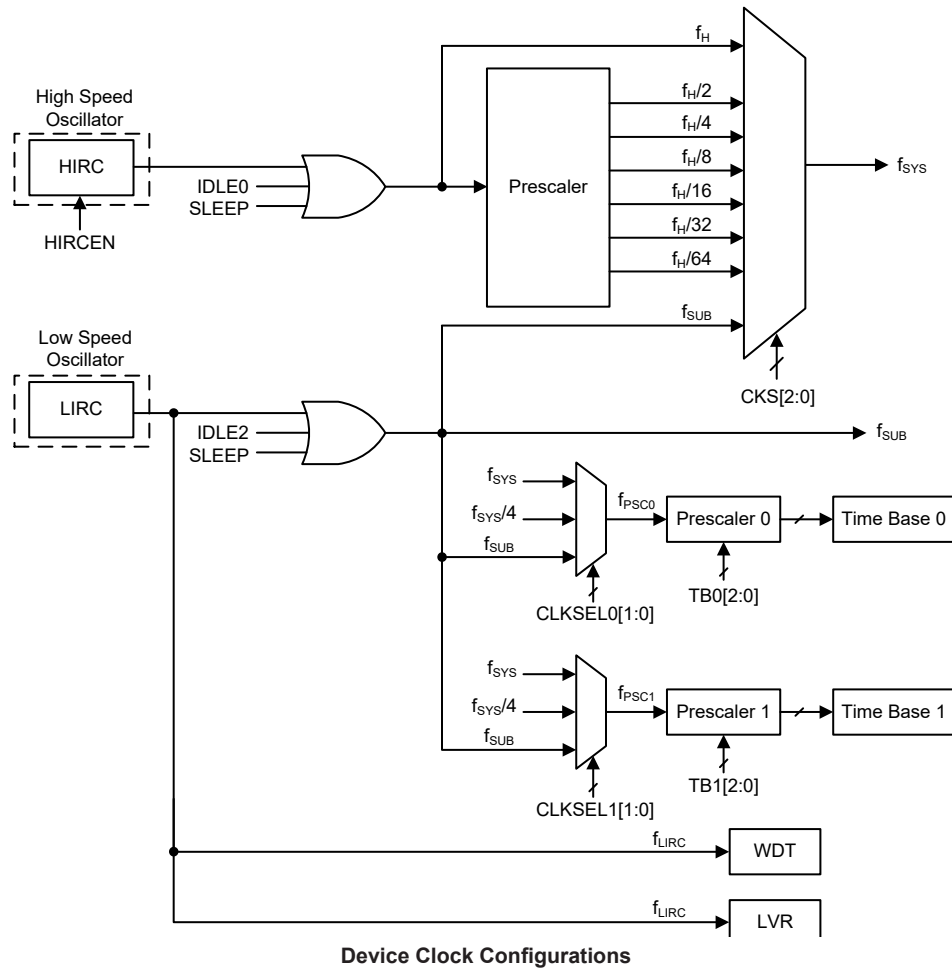 f_H
High Speed
Oscillator
f_H/2
f_H/4
HIRC
f_H/8
Prescaler
f_SYS
IDLE0
SLEEP
f_H/16
HIRCEN
f_H/32
f_H/64
f_SUB
Low Speed
Oscillator
CKS[2:0]
LIRC
IDLE2
SLEEP
f_SUB
f_SYS
f_PSC0
f_SYS/4
Prescaler 0
Time Base 0
f_SUB
TB0[2:0]
CLKSEL0[1:0]
f_SYS
f_PSC1
f_SYS/4
Prescaler 1
Time Base 1
f_SUB
TB1[2:0]
CLKSEL1[1:0]
f_LIRC
WDT
f_LIRC
LVR
Device Clock Configurations